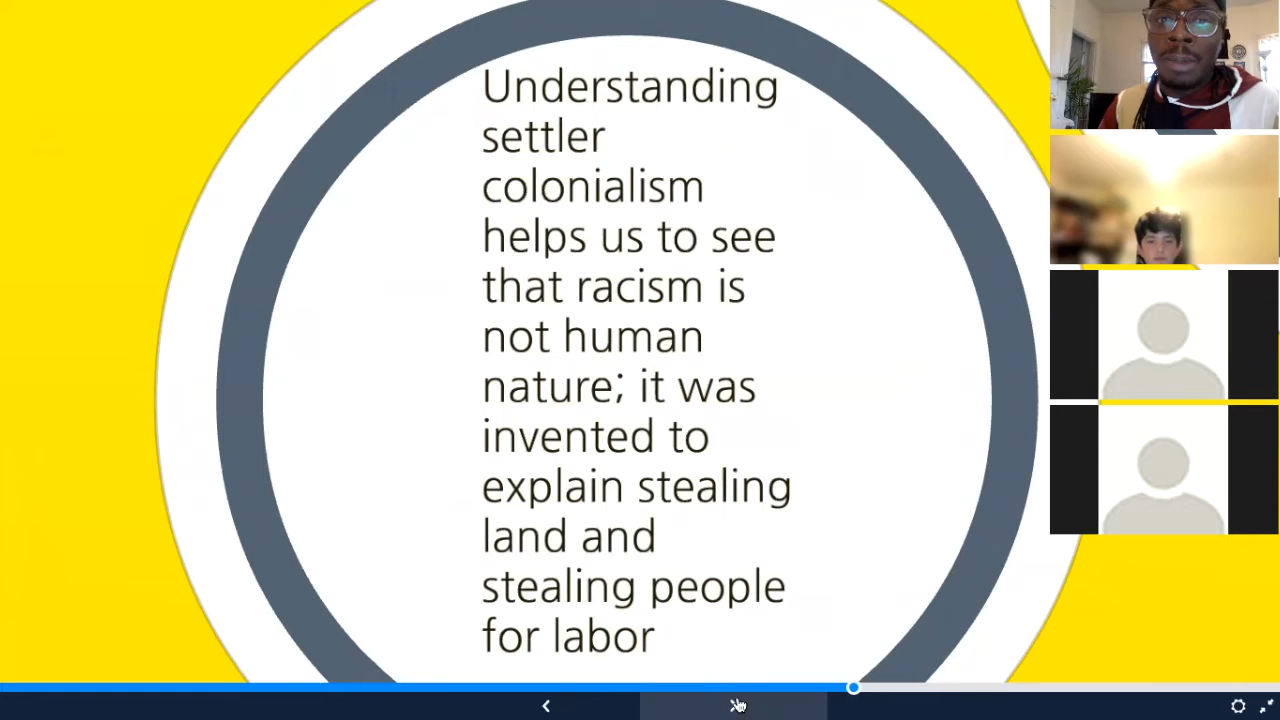 Understanding
settler
colonialism
helps us to see
that racism is
not human
nature; it was
invented to
explain stealing
land and
stealing people
for labor